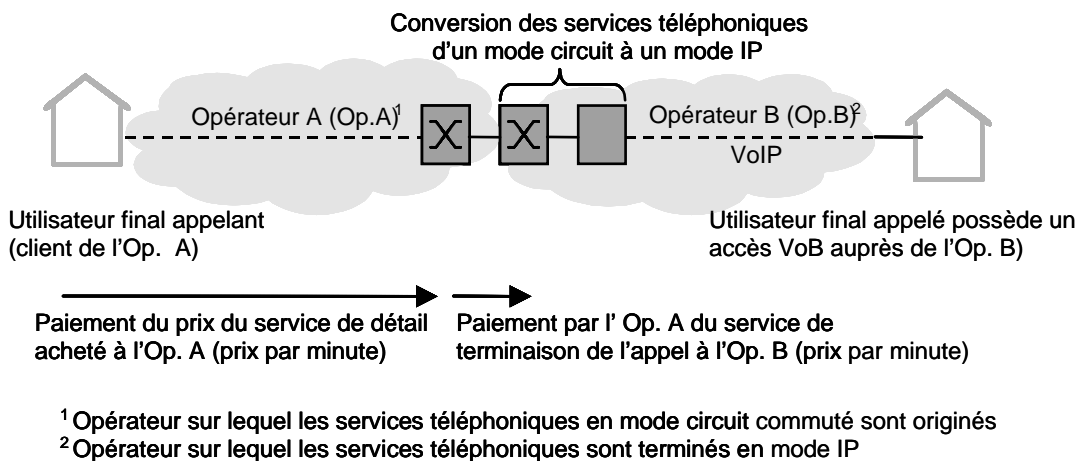 Conversion des services téléphoniques
d'un mode circuit à un mode IP
Opérateur A (Op.A)¹
Opérateur B (Op.B)²
VoIP
Utilisateur final appelant
(client de l'Op. A)
Utilisateur final appelé possède un
accès VoB auprès de l'Op. B)
Paiement du prix du service de détail
acheté à l'Op. A (prix par minute)
Paiement par l' Op. A du service de
terminaison de l'appel à l'Op. B (prix par minute)
¹ Opérateur sur lequel les services téléphoniques en mode circuit commuté sont originés
² Opérateur sur lequel les services téléphoniques sont terminés en mode IP